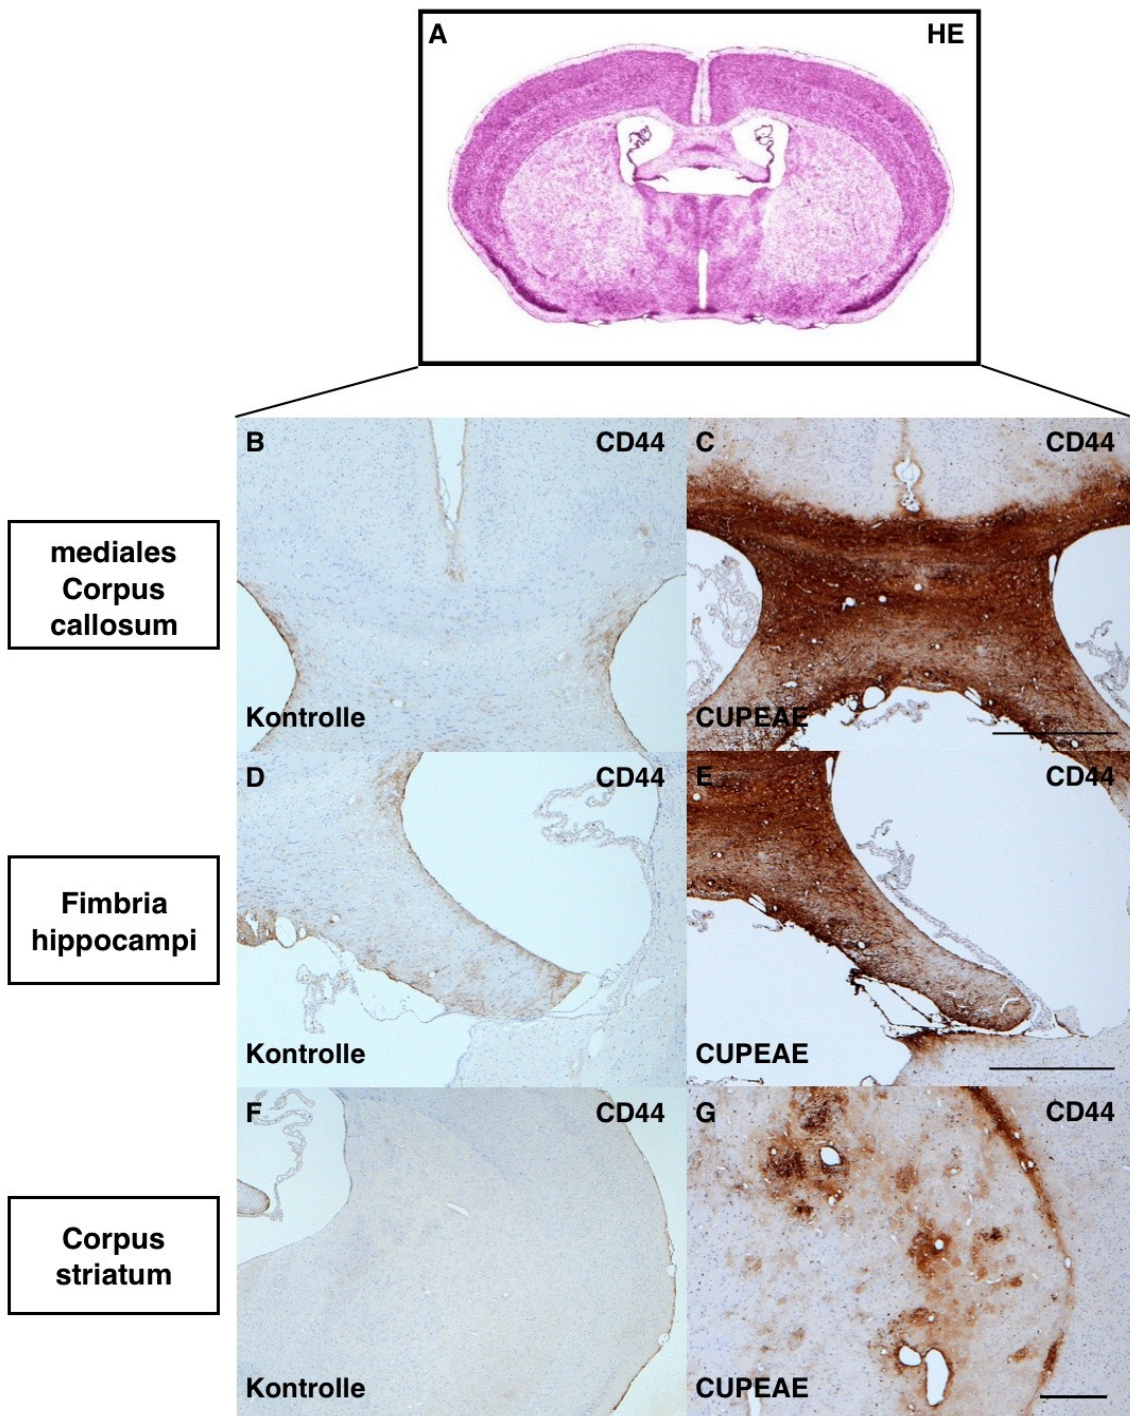 A HE
B CD44
C CD44
mediales
Corpus
callosum
Kontrolle
CUPEAE
D CD44
E CD44
Fimbria
hippocampi
Kontrolle
CUPEAE
F CD44
G CD44
Corpus
striatum
Kontrolle
CUPEAE